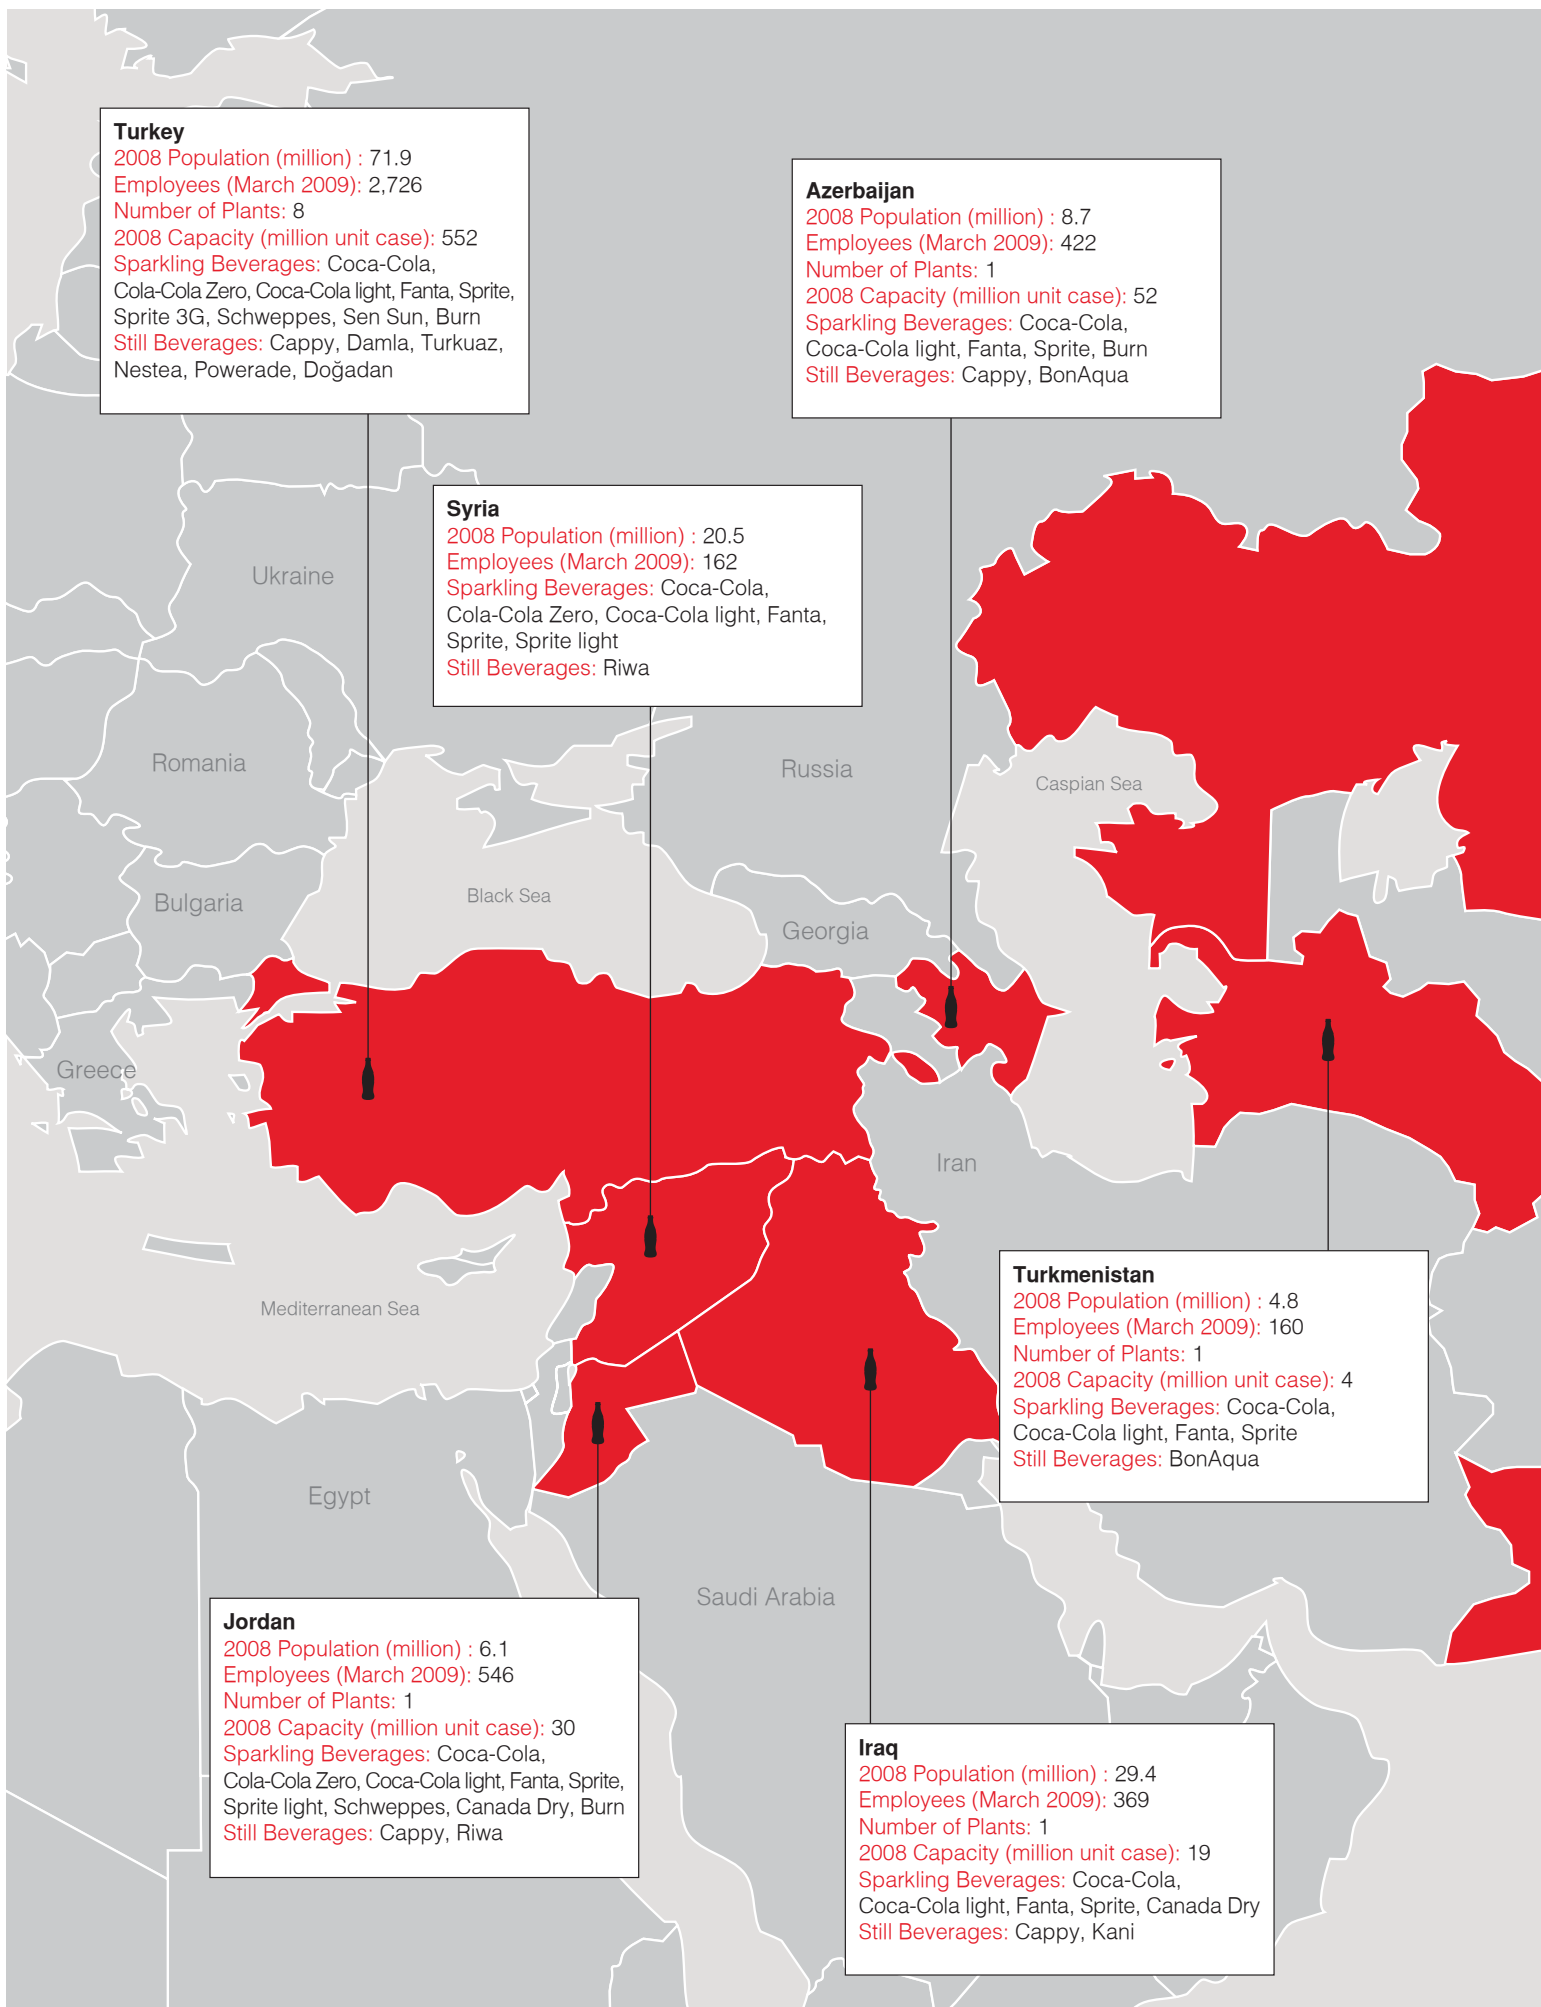 Turkey
2008 Population (million) : 71.9
Employees (March 2009): 2,726
Number of Plants: 8
2008 Capacity (million unit case): 552
Sparkling Beverages: Coca-Cola,
Cola-Cola Zero, Coca-Cola light, Fanta, Sprite,
Sprite 3G, Schweppes, Sen Sun, Burn
Still Beverages: Cappy, Damla, Turkuaz,
Nestea, Powerade, Doğadan
Azerbaijan
2008 Population (million) : 8.7
Employees (March 2009): 422
Number of Plants: 1
2008 Capacity (million unit case): 52
Sparkling Beverages: Coca-Cola,
Coca-Cola light, Fanta, Sprite, Burn
Still Beverages: Cappy, BonAqua
Syria
2008 Population (million) : 20.5
Employees (March 2009): 162
Sparkling Beverages: Coca-Cola,
Cola-Cola Zero, Coca-Cola light, Fanta,
Sprite, Sprite light
Still Beverages: Riwa
Ukraine
Romania
Russia
Caspian Sea
Bulgaria
Black Sea
Georgia
Greece
Iran
Mediterranean Sea
Turkmenistan
2008 Population (million) : 4.8
Employees (March 2009): 160
Number of Plants: 1
2008 Capacity (million unit case): 4
Sparkling Beverages: Coca-Cola,
Coca-Cola light, Fanta, Sprite
Still Beverages: BonAqua
Egypt
Saudi Arabia
Jordan
2008 Population (million) : 6.1
Employees (March 2009): 546
Number of Plants: 1
2008 Capacity (million unit case): 30
Sparkling Beverages: Coca-Cola,
Cola-Cola Zero, Coca-Cola light, Fanta, Sprite,
Sprite light, Schweppes, Canada Dry, Burn
Still Beverages: Cappy, Riwa
Iraq
2008 Population (million) : 29.4
Employees (March 2009): 369
Number of Plants: 1
2008 Capacity (million unit case): 19
Sparkling Beverages: Coca-Cola,
Coca-Cola light, Fanta, Sprite, Canada Dry
Still Beverages: Cappy, Kani